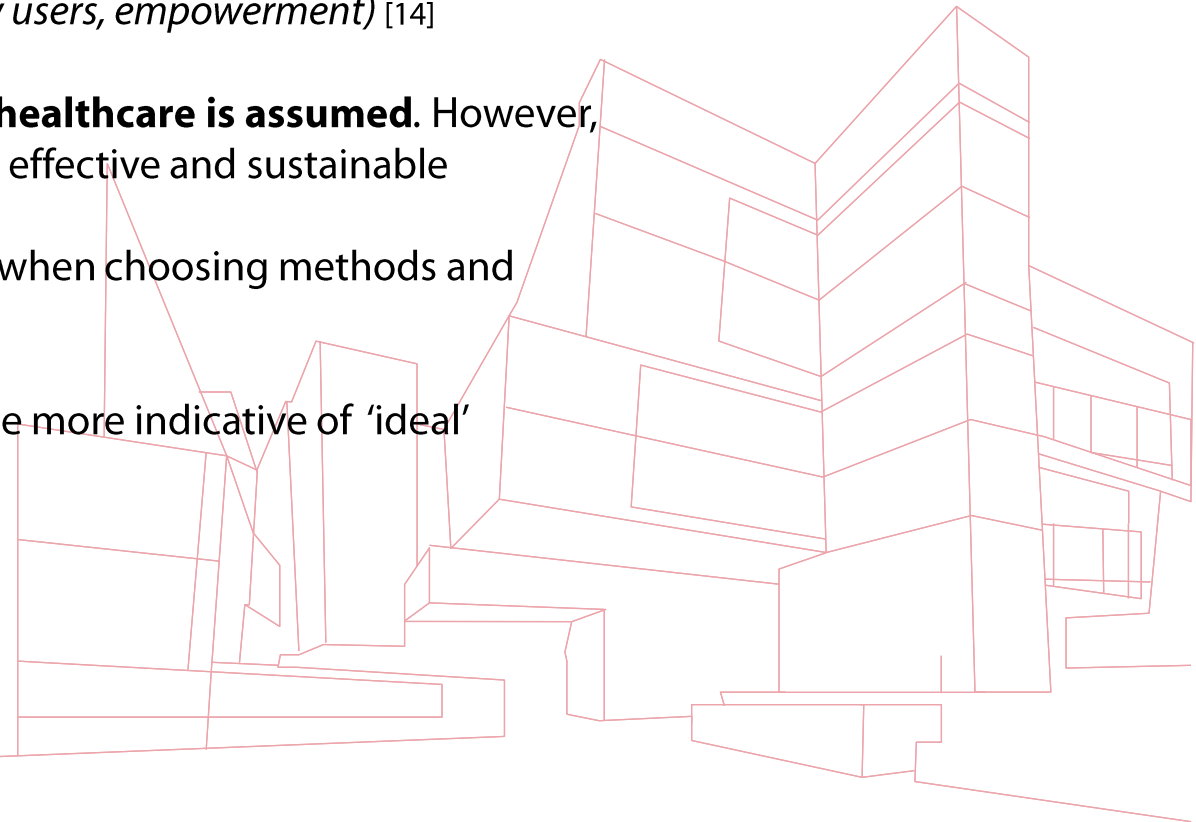 users, empowerment) [14]
healthcare is assumed. However,
effective and sustainable
when choosing methods and
more indicative of ‘ideal’